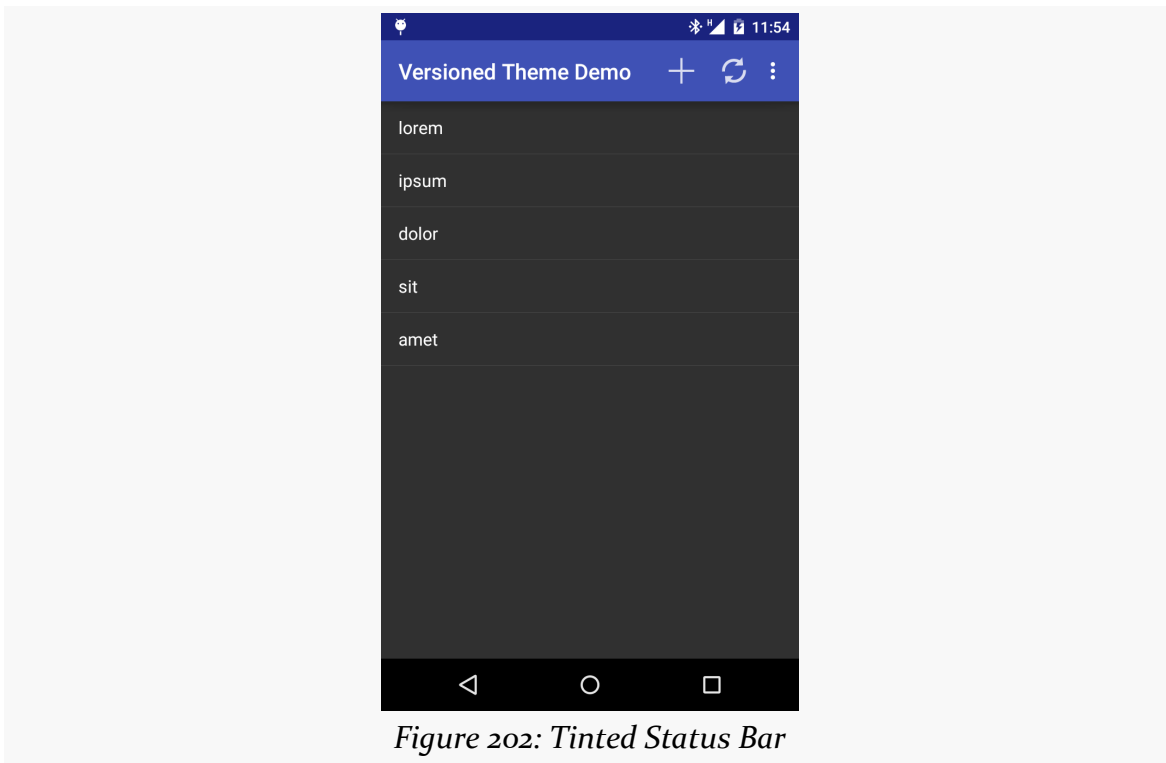 H 11:54
Versioned Theme Demo
lorem
ipsum
dolor
sit
amet
Figure 202: Tinted Status Bar